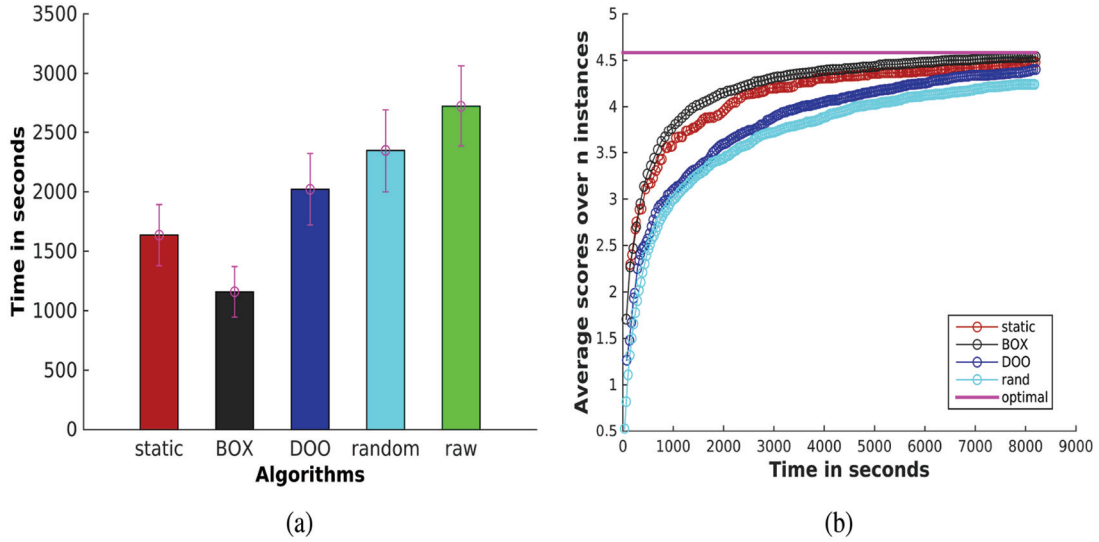 3500
3000
2500
2000
1500
1000
500
0
Time in seconds
static BOX DOO random raw
Algorithms
(a)
5
4.5
4
3.5
3
2.5
2
1.5
1
0.5
Average scores over n instances
static
BOX
DOO
rand
optimal
0 1000 2000 3000 4000 5000 6000 7000 8000 9000
Time in seconds
(b)